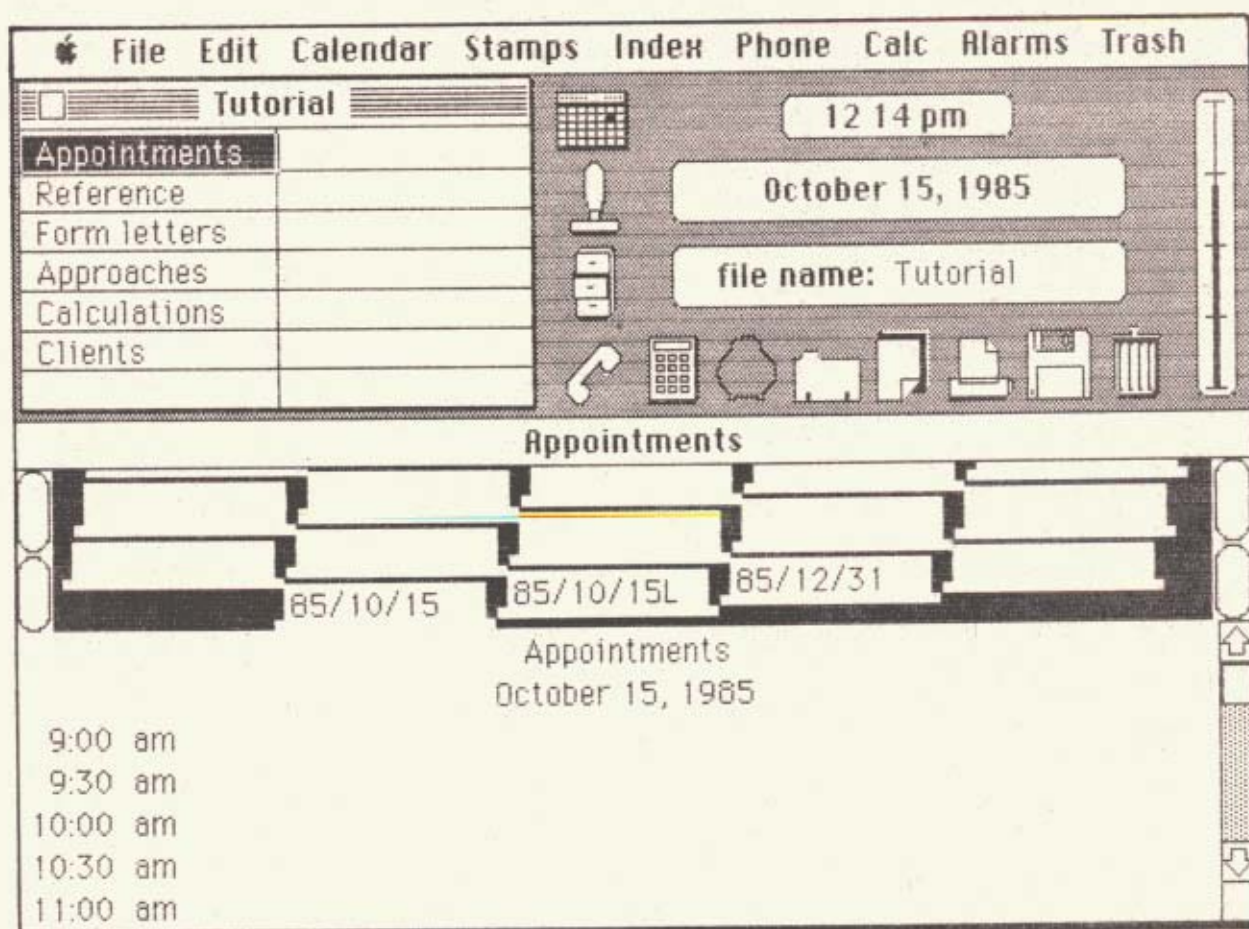 File Edit Calendar Stamps Index Phone Calc Alarms Trash
Tutorial
Appointments
Reference
Form letters
Approaches
Calculations
Clients
12 14 pm
October 15, 1985
file name: Tutorial
Appointments
85/10/15
85/10/15L
85/12/31
Appointments
October 15, 1985
9:00 am
9:30 am
10:00 am
10:30 am
11:00 am